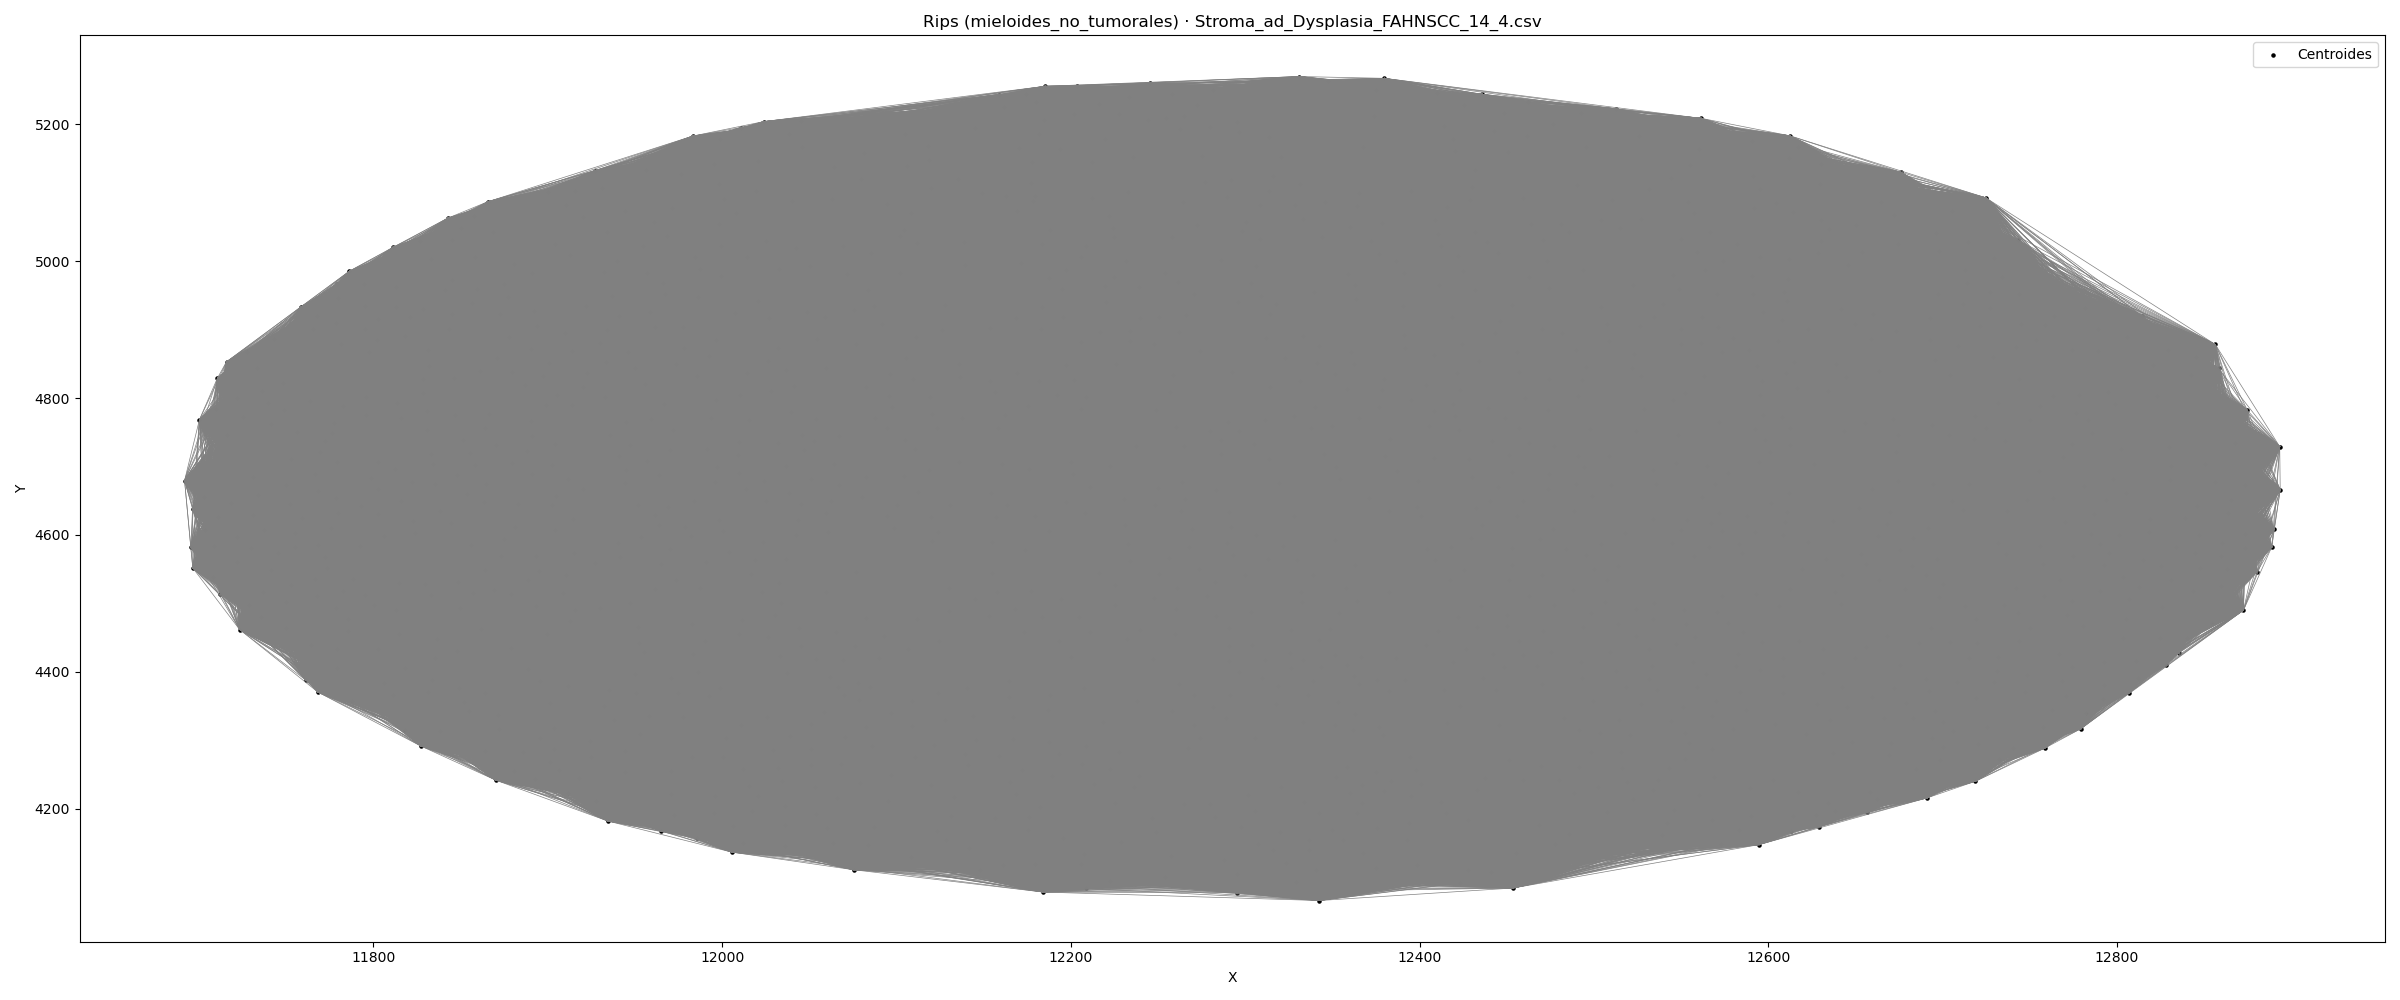 Rips (mieloides_no_tumorales) · Stroma_ad_Dysplasia_FAHNSCC_14_4.csv
Centroides
5200
5000
4800
4600
4400
4200
Y
11800 12000 12200 12400 12600 12800
X